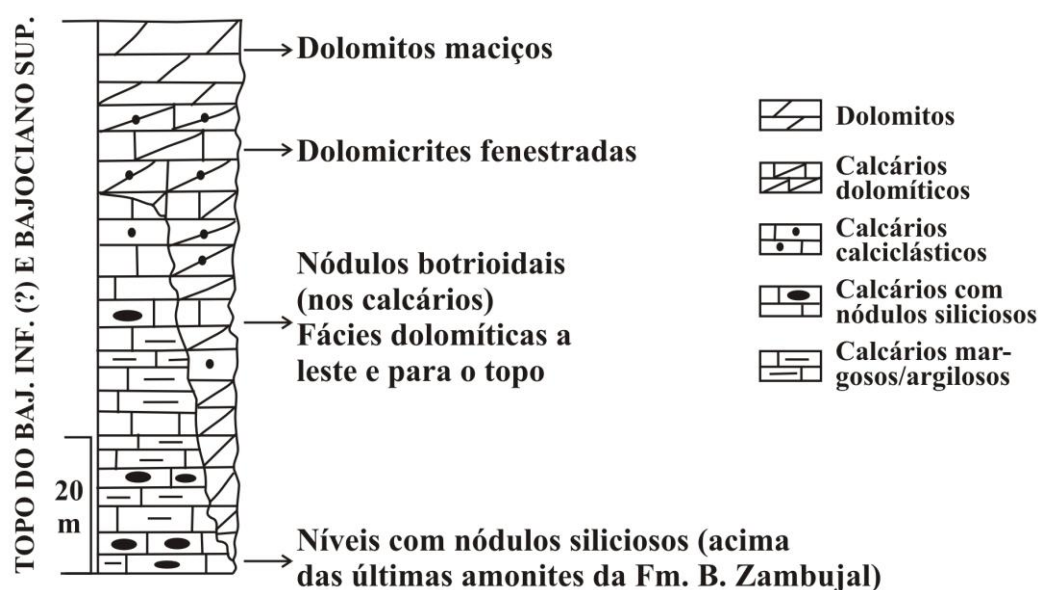 TOPO DO BAJ. INF. (?) E BAJOCIANO SUP.
Dolomitos maciços
Dolomicrites fenestradas
Nódulos botrioidais
(nos calcários)
Fácies dolomíticas a
leste e para o topo
20
m
Níveis com nódulos siliciosos (acima
das últimas amonites da Fm. B. Zambujal)
Dolomitos
Calcários
dolomíticos
Calcários
calciclásticos
Calcários com
nódulos siliciosos
Calcários mar-
gosos/argilosos